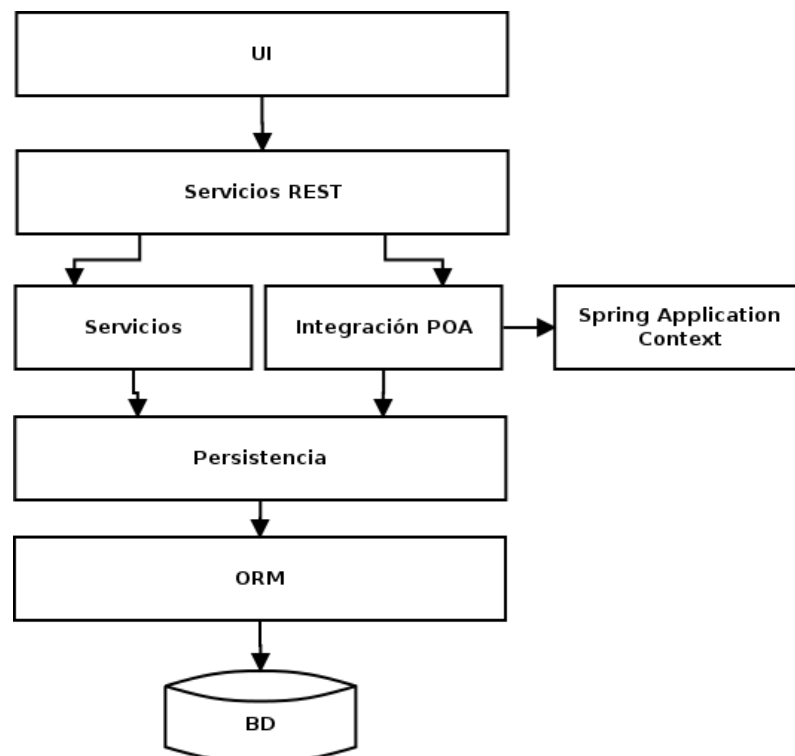 UI
Servicios REST
Servicios
Integración POA
Spring Application
Context
Persistencia
ORM
BD